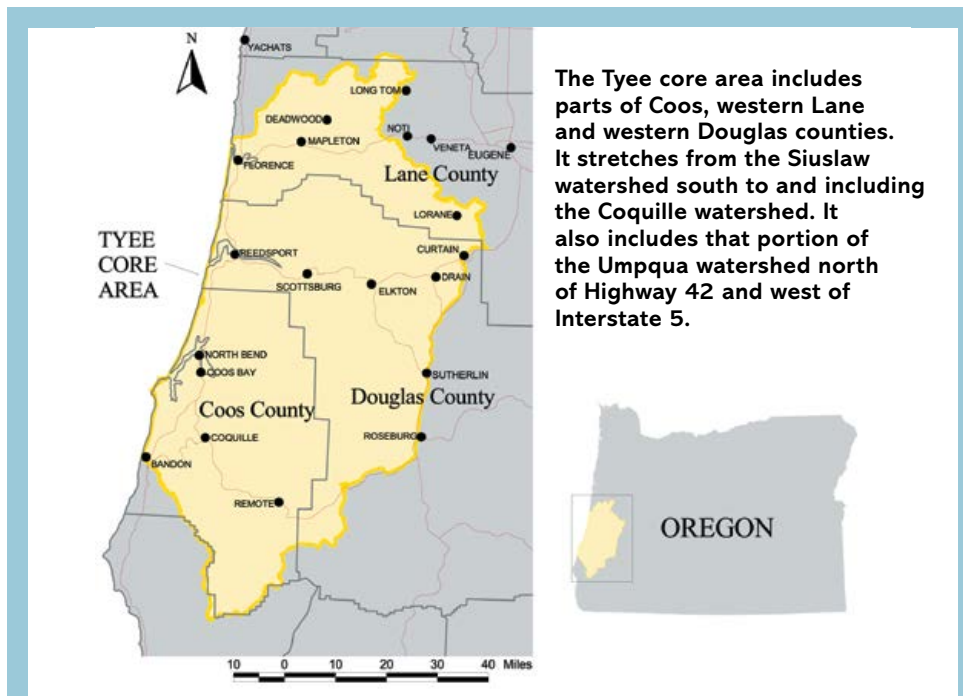 N
YACHATS
LONG TOM
DEADWOOD
NOTI
MAPLETON
VENETA
EUGENE
FLORENCE
Lane County
LORANE
CURTAIN
REEDSPORT
TYEE
CORE
AREA
SCOTTSBURG
DRAIN
ELKTON
NORTH BEND
COOS BAY
SUTHERLIN
Douglas County
Coos County
ROSEBURG
COQUILLE
BANDON
REMOTE
10 0 10 20 30 40 Miles
The Tyee core area includes
parts of Coos, western Lane
and western Douglas counties.
It stretches from the Siuslaw
watershed south to and including
the Coquille watershed. It
also includes that portion of
the Umpqua watershed north
of Highway 42 and west of
Interstate 5.
OREGON